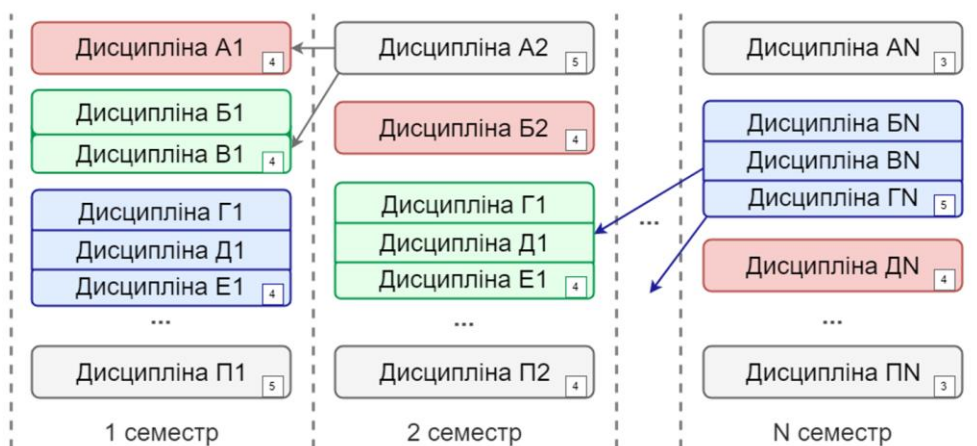 Дисципліна А1
4
Дисципліна Б1
Дисципліна В1
4
Дисципліна Г1
Дисципліна Д1
Дисципліна Е1
4
...
Дисципліна П1
5
1 семестр
Дисципліна А2
5
Дисципліна Б2
4
Дисципліна Г1
Дисципліна Д1
Дисципліна Е1
4
...
Дисципліна П2
4
2 семестр
...
Дисципліна АN
3
Дисципліна БN
Дисципліна ВN
Дисципліна ГN
5
Дисципліна ДN
4
...
Дисципліна ПN
3
N семестр